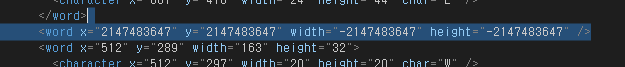 </word>
<word x="2147483647" y="2147483647" width="-2147483647" height="-2147483647" />
<word x="512" y="289" width="163" height="32">
<character x="512" y="297" width="20" height="20" char="W" />